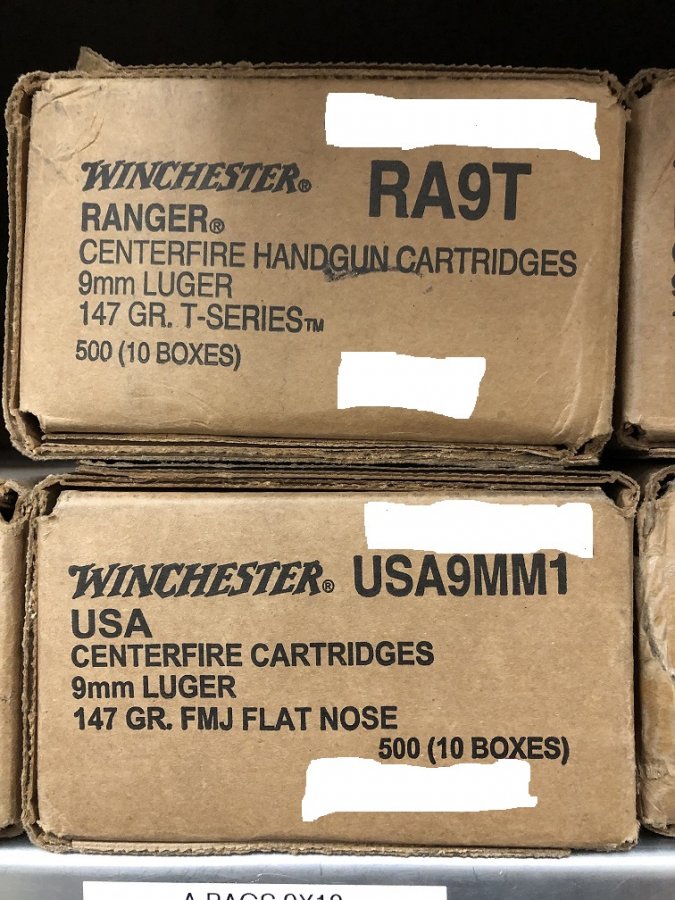 WINCHESTER® RA9T
RANGER®
CENTERFIRE HANDGUN CARTRIDGES
9mm LUGER
147 GR. T-SERIES™
500 (10 BOXES)
WINCHESTER® USA9MM1
USA
CENTERFIRE CARTRIDGES
9mm LUGER
147 GR. FMJ FLAT NOSE
500 (10 BOXES)